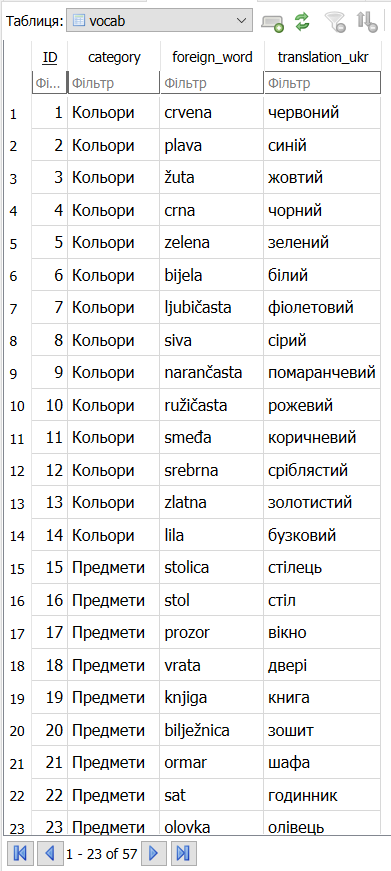 Таблиця: vocab
ID category foreign_word translation_ukr
Фі... Фільтр Фільтр Фільтр
1 1 Кольори crvena червоний
2 2 Кольори plava синій
3 3 Кольори žuta жовтий
4 4 Кольори crna чорний
5 5 Кольори zelena зелений
6 6 Кольори bijela білий
7 7 Кольори ljubičasta фіолетовий
8 8 Кольори siva сірий
9 9 Кольори narančasta помаранчевий
10 10 Кольори ružičasta рожевий
11 11 Кольори smeđa коричневий
12 12 Кольори srebrna сріблястий
13 13 Кольори zlatna золотистий
14 14 Кольори lila бузковий
15 15 Предмети stolica стілець
16 16 Предмети stol стіл
17 17 Предмети prozor вікно
18 18 Предмети vrata двері
19 19 Предмети knjiga книга
20 20 Предмети bilježnica зошит
21 21 Предмети ormar шафа
22 22 Предмети sat годинник
23 23 Предмети olovka олівець
1 - 23 of 57